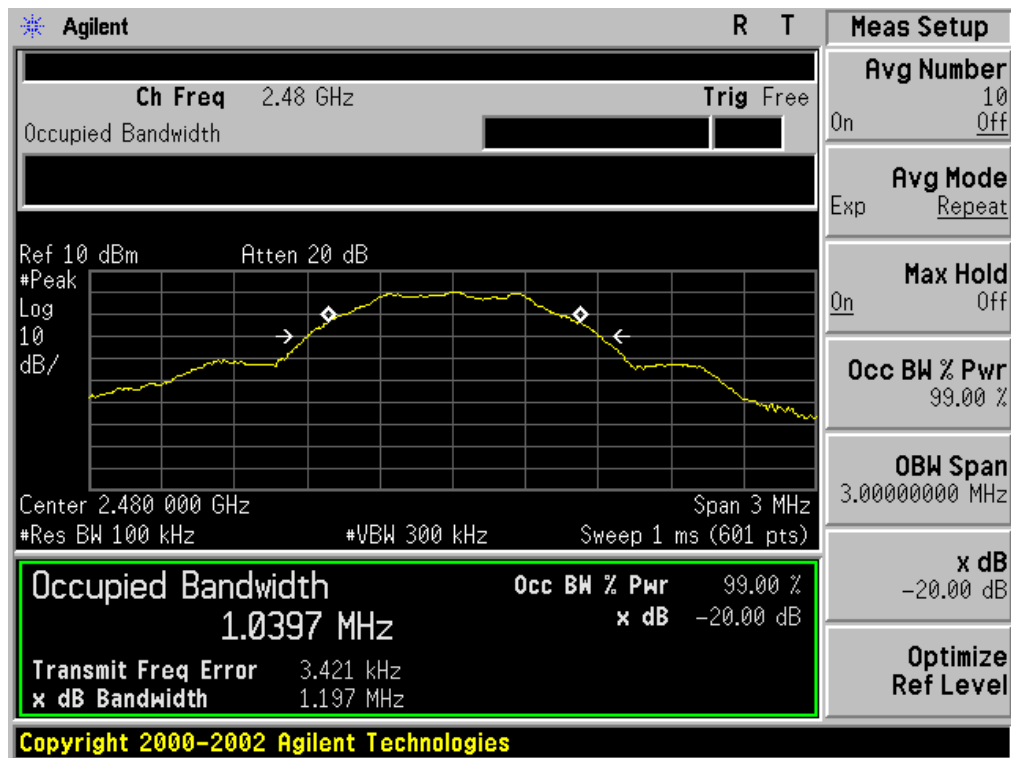 Agilent R T
Ch Freq 2.48 GHz Trig Free
Occupied Bandwidth
Ref 10 dBm Atten 20 dB
#Peak
Log
10
dB/
Center 2.480 000 GHz Span 3 MHz
#Res BW 100 kHz #VBW 300 kHz Sweep 1 ms (601 pts)
Occupied Bandwidth
1.0397 MHz
Occ BW % Pwr 99.00 %
x dB -20.00 dB
Transmit Freq Error 3.421 kHz
x dB Bandwidth 1.197 MHz
Copyright 2000-2002 Agilent Technologies
Meas Setup
Avg Number
10
On Off
Avg Mode
Exp Repeat
Max Hold
On Off
Occ BW % Pwr
99.00 %
OBW Span
3.00000000 MHz
x dB
-20.00 dB
Optimize
Ref Level